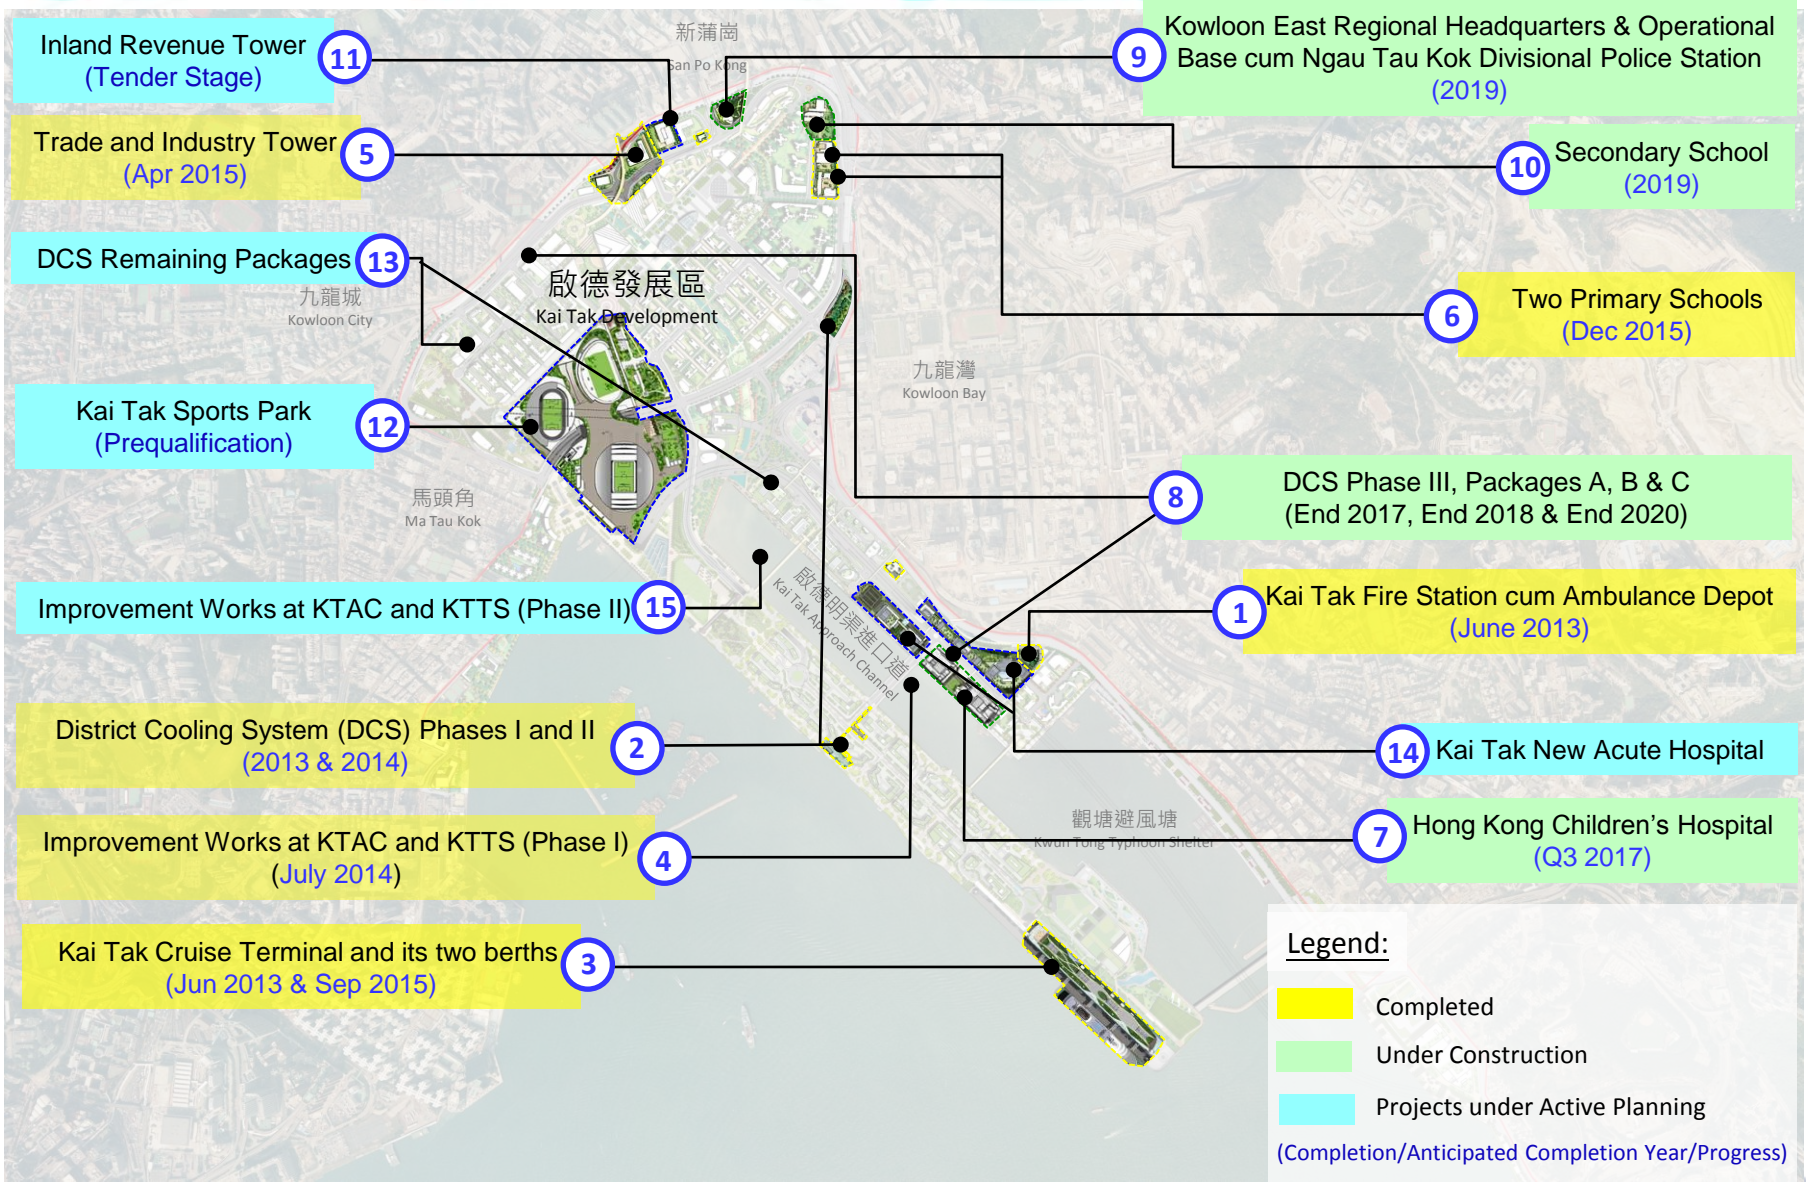 Inland Revenue Tower
(Tender Stage)
11
新蒲崗
San Po Kong
9
Kowloon East Regional Headquarters & Operational
Base cum Ngau Tau Kok Divisional Police Station
(2019)
Trade and Industry Tower
(Apr 2015)
5
10
Secondary School
(2019)
DCS Remaining Packages
13
九龍城
Kowloon City
啟德發展區
Kai Tak Development
6
Two Primary Schools
(Dec 2015)
九龍灣
Kowloon Bay
Kai Tak Sports Park
(Prequalification)
12
馬頭角
Ma Tau Kok
8
DCS Phase III, Packages A, B & C
(End 2017, End 2018 & End 2020)
Improvement Works at KTAC and KTTS (Phase II)
15
啟德明渠進口道
Kai Tak Approach Channel
1
Kai Tak Fire Station cum Ambulance Depot
(June 2013)
District Cooling System (DCS) Phases I and II
(2013 & 2014)
2
14
Kai Tak New Acute Hospital
Improvement Works at KTAC and KTTS (Phase I)
(July 2014)
4
觀塘避風塘
Kwun Tong Typhoon Shelter
7
Hong Kong Children's Hospital
(Q3 2017)
Kai Tak Cruise Terminal and its two berths
(Jun 2013 & Sep 2015)
3
Legend:
Completed
Under Construction
Projects under Active Planning
(Completion/Anticipated Completion Year/Progress)